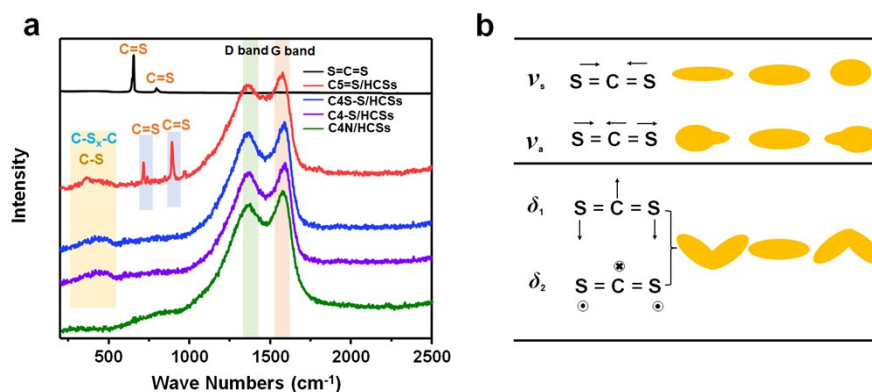 a
C=S
C=S
D band G band
S=C=S
C5=S/HCSs
C4S-S/HCSs
C4-S/HCSs
C4N/HCSs
C-Sₓ-C
C-S
C=S
C=S
Intensity
500 1000 1500 2000 2500
Wave Numbers (cm⁻¹)
b
νs S = C = S
νa S = C = S
δ1 S = C = S
δ2 S = C = S